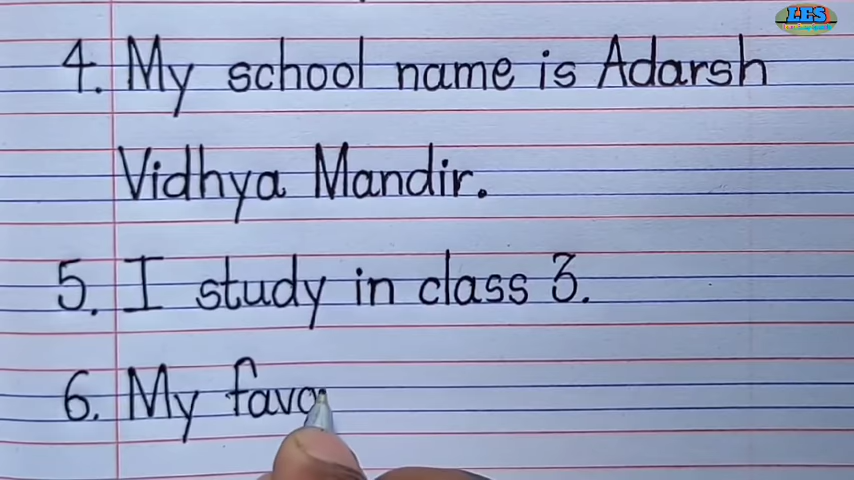 LES
4. My school name is Adarsh
Vidhya Mandir.
5. I study in class 3.
6. My favo